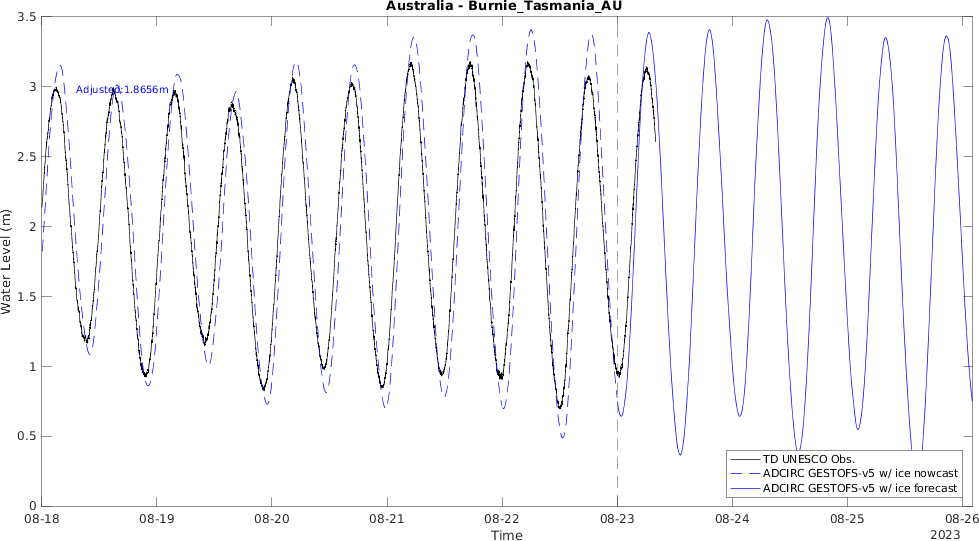 Australia - Burnie_Tasmania_AU
3.5
3
2.5
2
1.5
1
0.5
0
Water Level (m)
Adjusted:1.8656m
TD UNESCO Obs.
ADCIRC GESTOFS-v5 w/ ice nowcast
ADCIRC GESTOFS-v5 w/ ice forecast
08-18 08-19 08-20 08-21 08-22 08-23 08-24 08-25 08-26
Time
2023